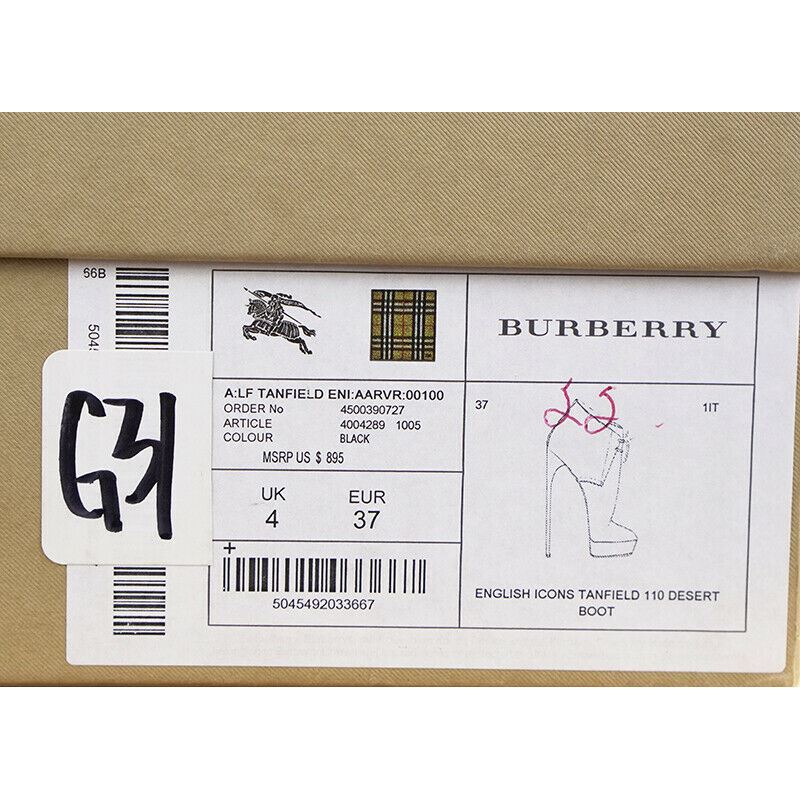 56B
BURBERRY
A:LF TANFIELD ENI:AARVR:00100
ORDER No 4500390727
ARTICLE 4004289 1005
COLOUR BLACK
MSRP US $ 895
37 1IT
G31
UK EUR
4 37
+
5045492033667
ENGLISH ICONS TANFIELD 110 DESERT
BOOT